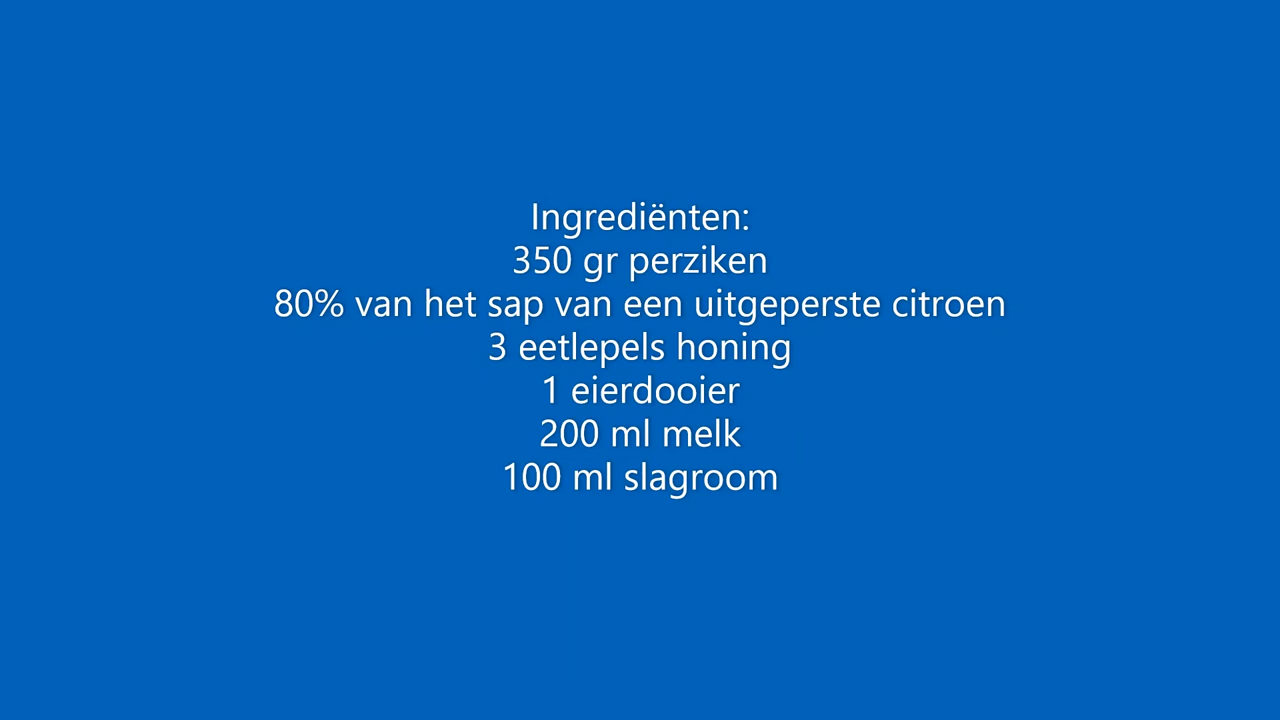 Ingrediënten:
350 gr perziken
80% van het sap van een uitgeperste citroen
3 eetlepels honing
1 eierdooier
200 ml melk
100 ml slagroom